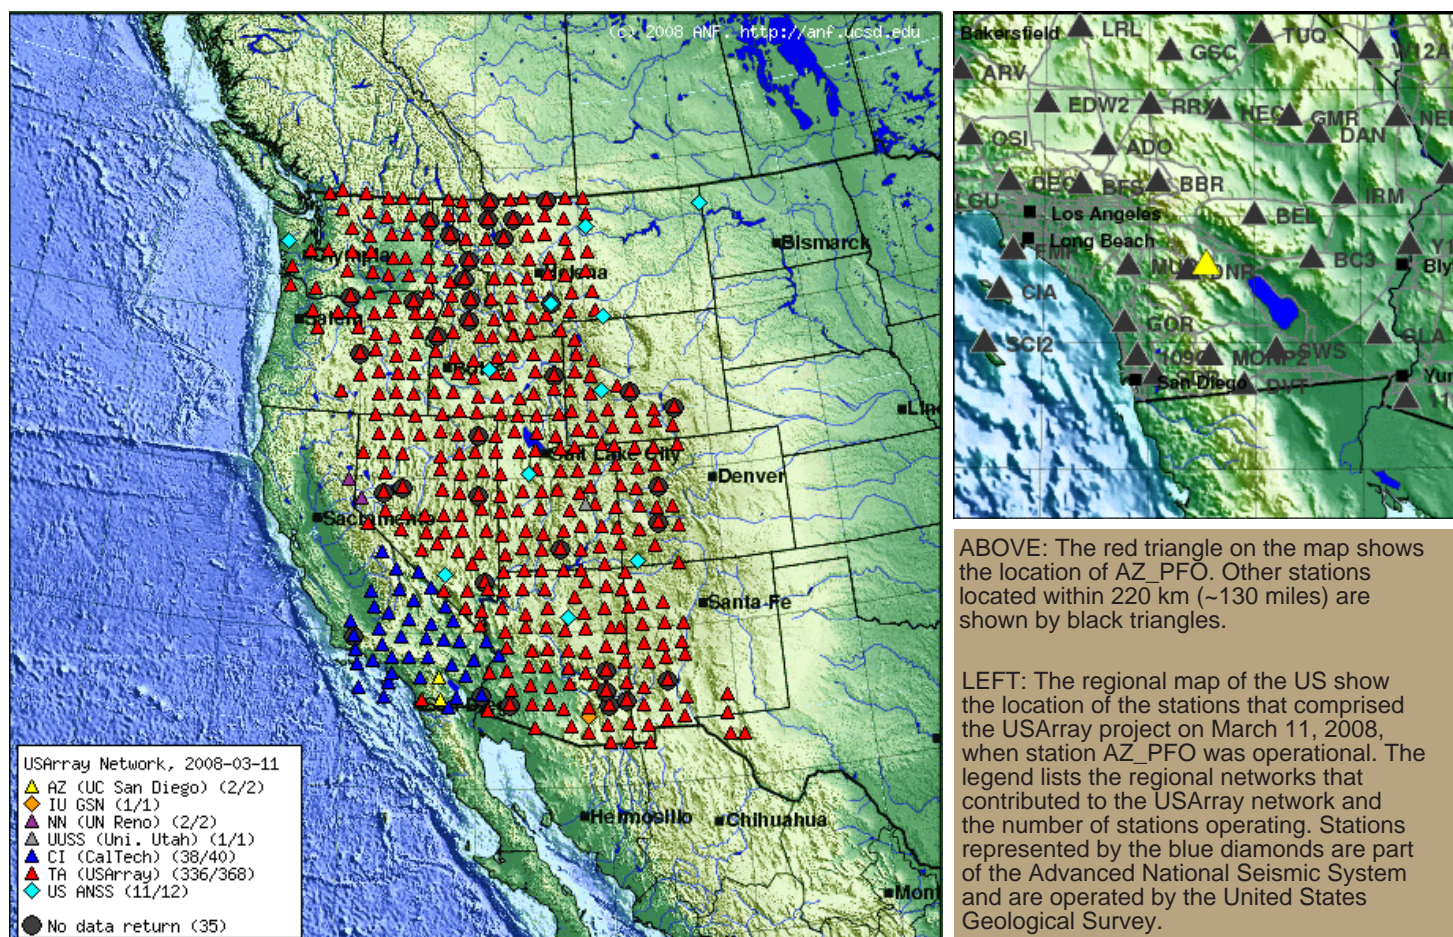 (c) 2008 ANF. http://anf.ucsd.edu
Bismarck
Salt Lake City
Denver
Sacramento
Santa Fe
Hermosillo
Chihuahua
USArray Network, 2008-03-11
AZ (UC San Diego) (2/2)
IU GSN (1/1)
NN (UN Reno) (2/2)
UUSS (Uni. Utah) (1/1)
CI (CalTech) (38/40)
TA (USArray) (336/368)
US ANSS (11/12)
No data return (35)
Bakersfield
LRL
TUQ
GSC
W12A
ARV
EDW2
RRX
HEC
GMR
DAN
OSI
ADO
DEC
BFS
BBR
IRM
LGU
Los Angeles
BEL
Long Beach
FMP
BC3
Bly
CIA
GOR
SCI2
GLA
SWS
109C
MONP2
San Diego
DVT
Yur
ABOVE: The red triangle on the map shows
the location of AZ_PFO. Other stations
located within 220 km (~130 miles) are
shown by black triangles.
LEFT: The regional map of the US show
the location of the stations that comprised
the USArray project on March 11, 2008,
when station AZ_PFO was operational. The
legend lists the regional networks that
contributed to the USArray network and
the number of stations operating. Stations
represented by the blue diamonds are part
of the Advanced National Seismic System
and are operated by the United States
Geological Survey.